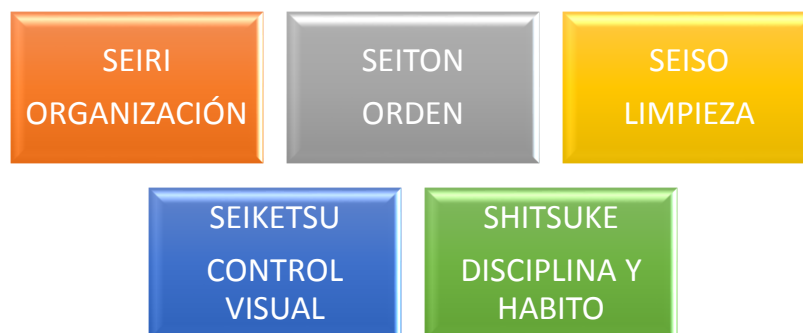 SEIRI
ORGANIZACIÓN
SEITON
ORDEN
SEISO
LIMPIEZA
SEIKETSU
CONTROL
VISUAL
SHITSUKE
DISCIPLINA Y
HABITO